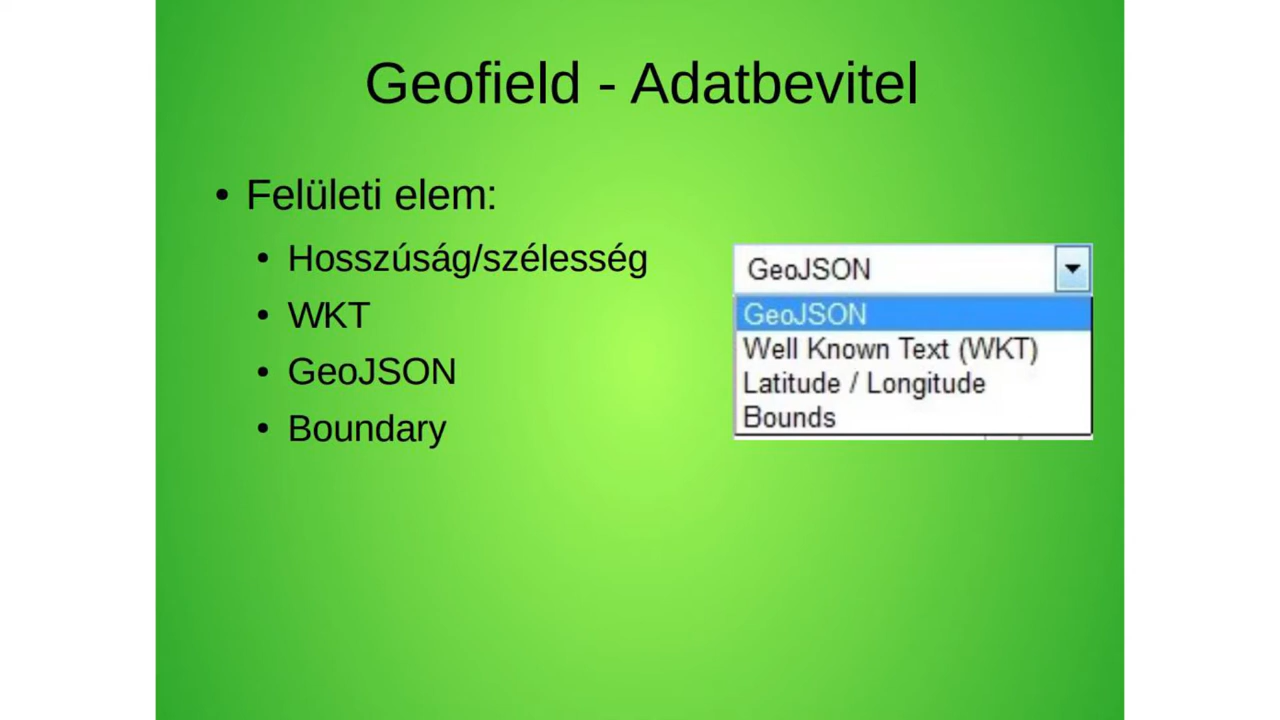 Geofield - Adatbevitel
• Felületi elem:
• Hosszúság/szélesség
• WKT
• GeoJSON
• Boundary
GeoJSON
GeoJSON
Well Known Text (WKT)
Latitude / Longitude
Bounds